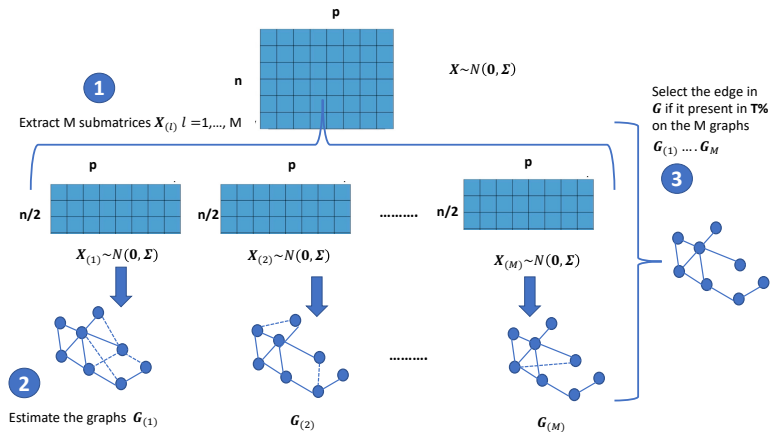 p
n
X~N(0, Σ)
1
Extract M submatrices X(l) l =1,..., M
Select the edge in
G if it present in T%
on the M graphs
G(1) .... GM
3
p
p
p
n/2
n/2
..........
n/2
X(1)~N(0, Σ)
X(2)~N(0, Σ)
X(M)~N(0, Σ)
..........
2
Estimate the graphs G(1)
G(2)
G(M)